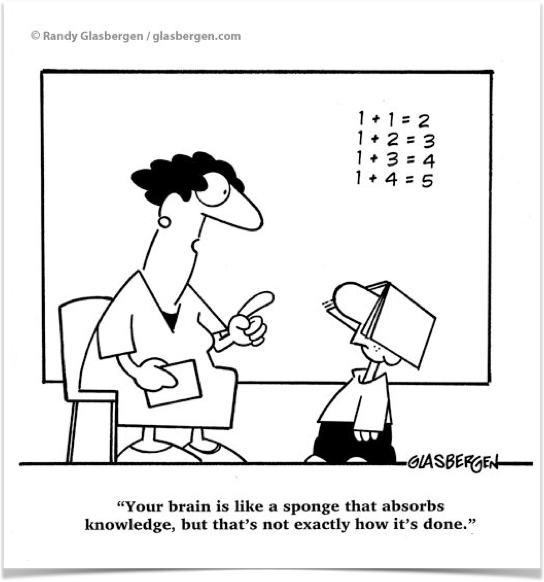 © Randy Glasbergen / glasbergen.com
1 + 1 = 2
1 + 2 = 3
1 + 3 = 4
1 + 4 = 5
GLASBERGEN
“Your brain is like a sponge that absorbs
knowledge, but that’s not exactly how it’s done.”